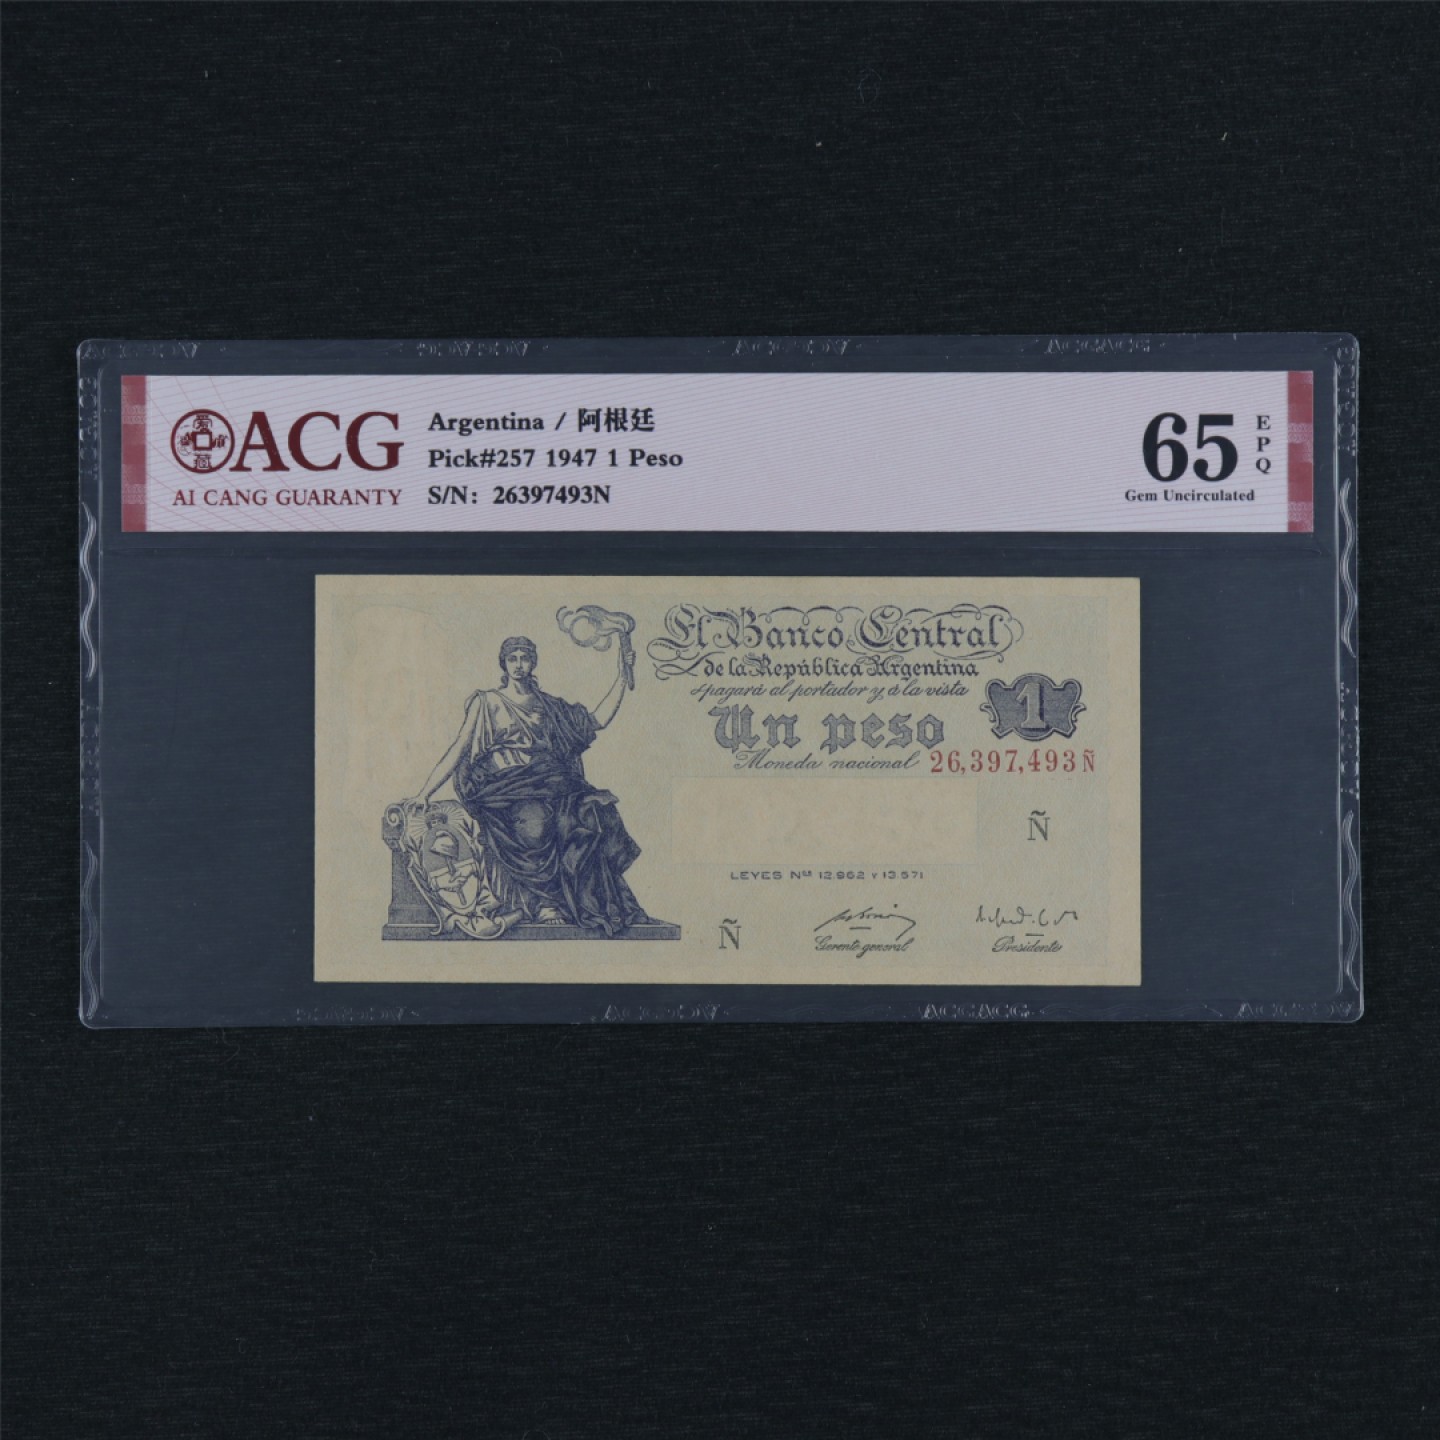 ACG
AI CANG GUARANTY
Argentina / 阿根廷
Pick#257 1947 1 Peso
S/N: 26397493N
65
EPQ
Gem Uncirculated
El Banco Central
de la República Argentina
pagará al portador y á la vista
1
Un peso
Moneda nacional 26,397,493Ñ
Ñ
LEYES Nos 12.962 Y 13.571
Ñ
Gerente general
Presidente